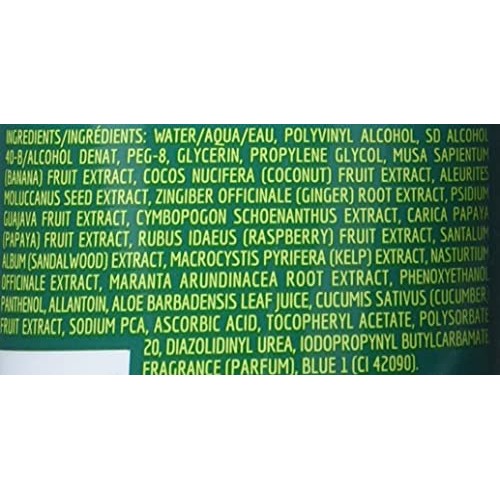 INGREDIENTS/INGRÉDIENTS: WATER/AQUA/EAU, POLYVINYL ALCOHOL, SD ALCOHOL
40-B/ALCOHOL DENAT, PEG-8, GLYCERIN, PROPYLENE GLYCOL, MUSA SAPIENTUM
(BANANA) FRUIT EXTRACT, COCOS NUCIFERA (COCONUT) FRUIT EXTRACT, ALEURITES
MOLUCCANUS SEED EXTRACT, ZINGIBER OFFICINALE (GINGER) ROOT EXTRACT, PSIDIUM
GUAJAVA FRUIT EXTRACT, CYMBOPOGON SCHOENANTHUS EXTRACT, CARICA PAPAYA
(PAPAYA) FRUIT EXTRACT, RUBUS IDAEUS (RASPBERRY) FRUIT EXTRACT, SANTALUM
ALBUM (SANDALWOOD) EXTRACT, MACROCYSTIS PYRIFERA (KELP) EXTRACT, NASTURTIUM
OFFICINALE EXTRACT, MARANTA ARUNDINACEA ROOT EXTRACT, PHENOXYETHANOL
PANTHENOL, ALLANTOIN, ALOE BARBADENSIS LEAF JUICE, CUCUMIS SATIVUS (CUCUMBER)
FRUIT EXTRACT, SODIUM PCA, ASCORBIC ACID, TOCOPHERYL ACETATE, POLYSORBATE
20, DIAZOLIDINYL UREA, IODOPROPYNYL BUTYLCARBAMATE
FRAGRANCE (PARFUM), BLUE 1 (CI 42090).